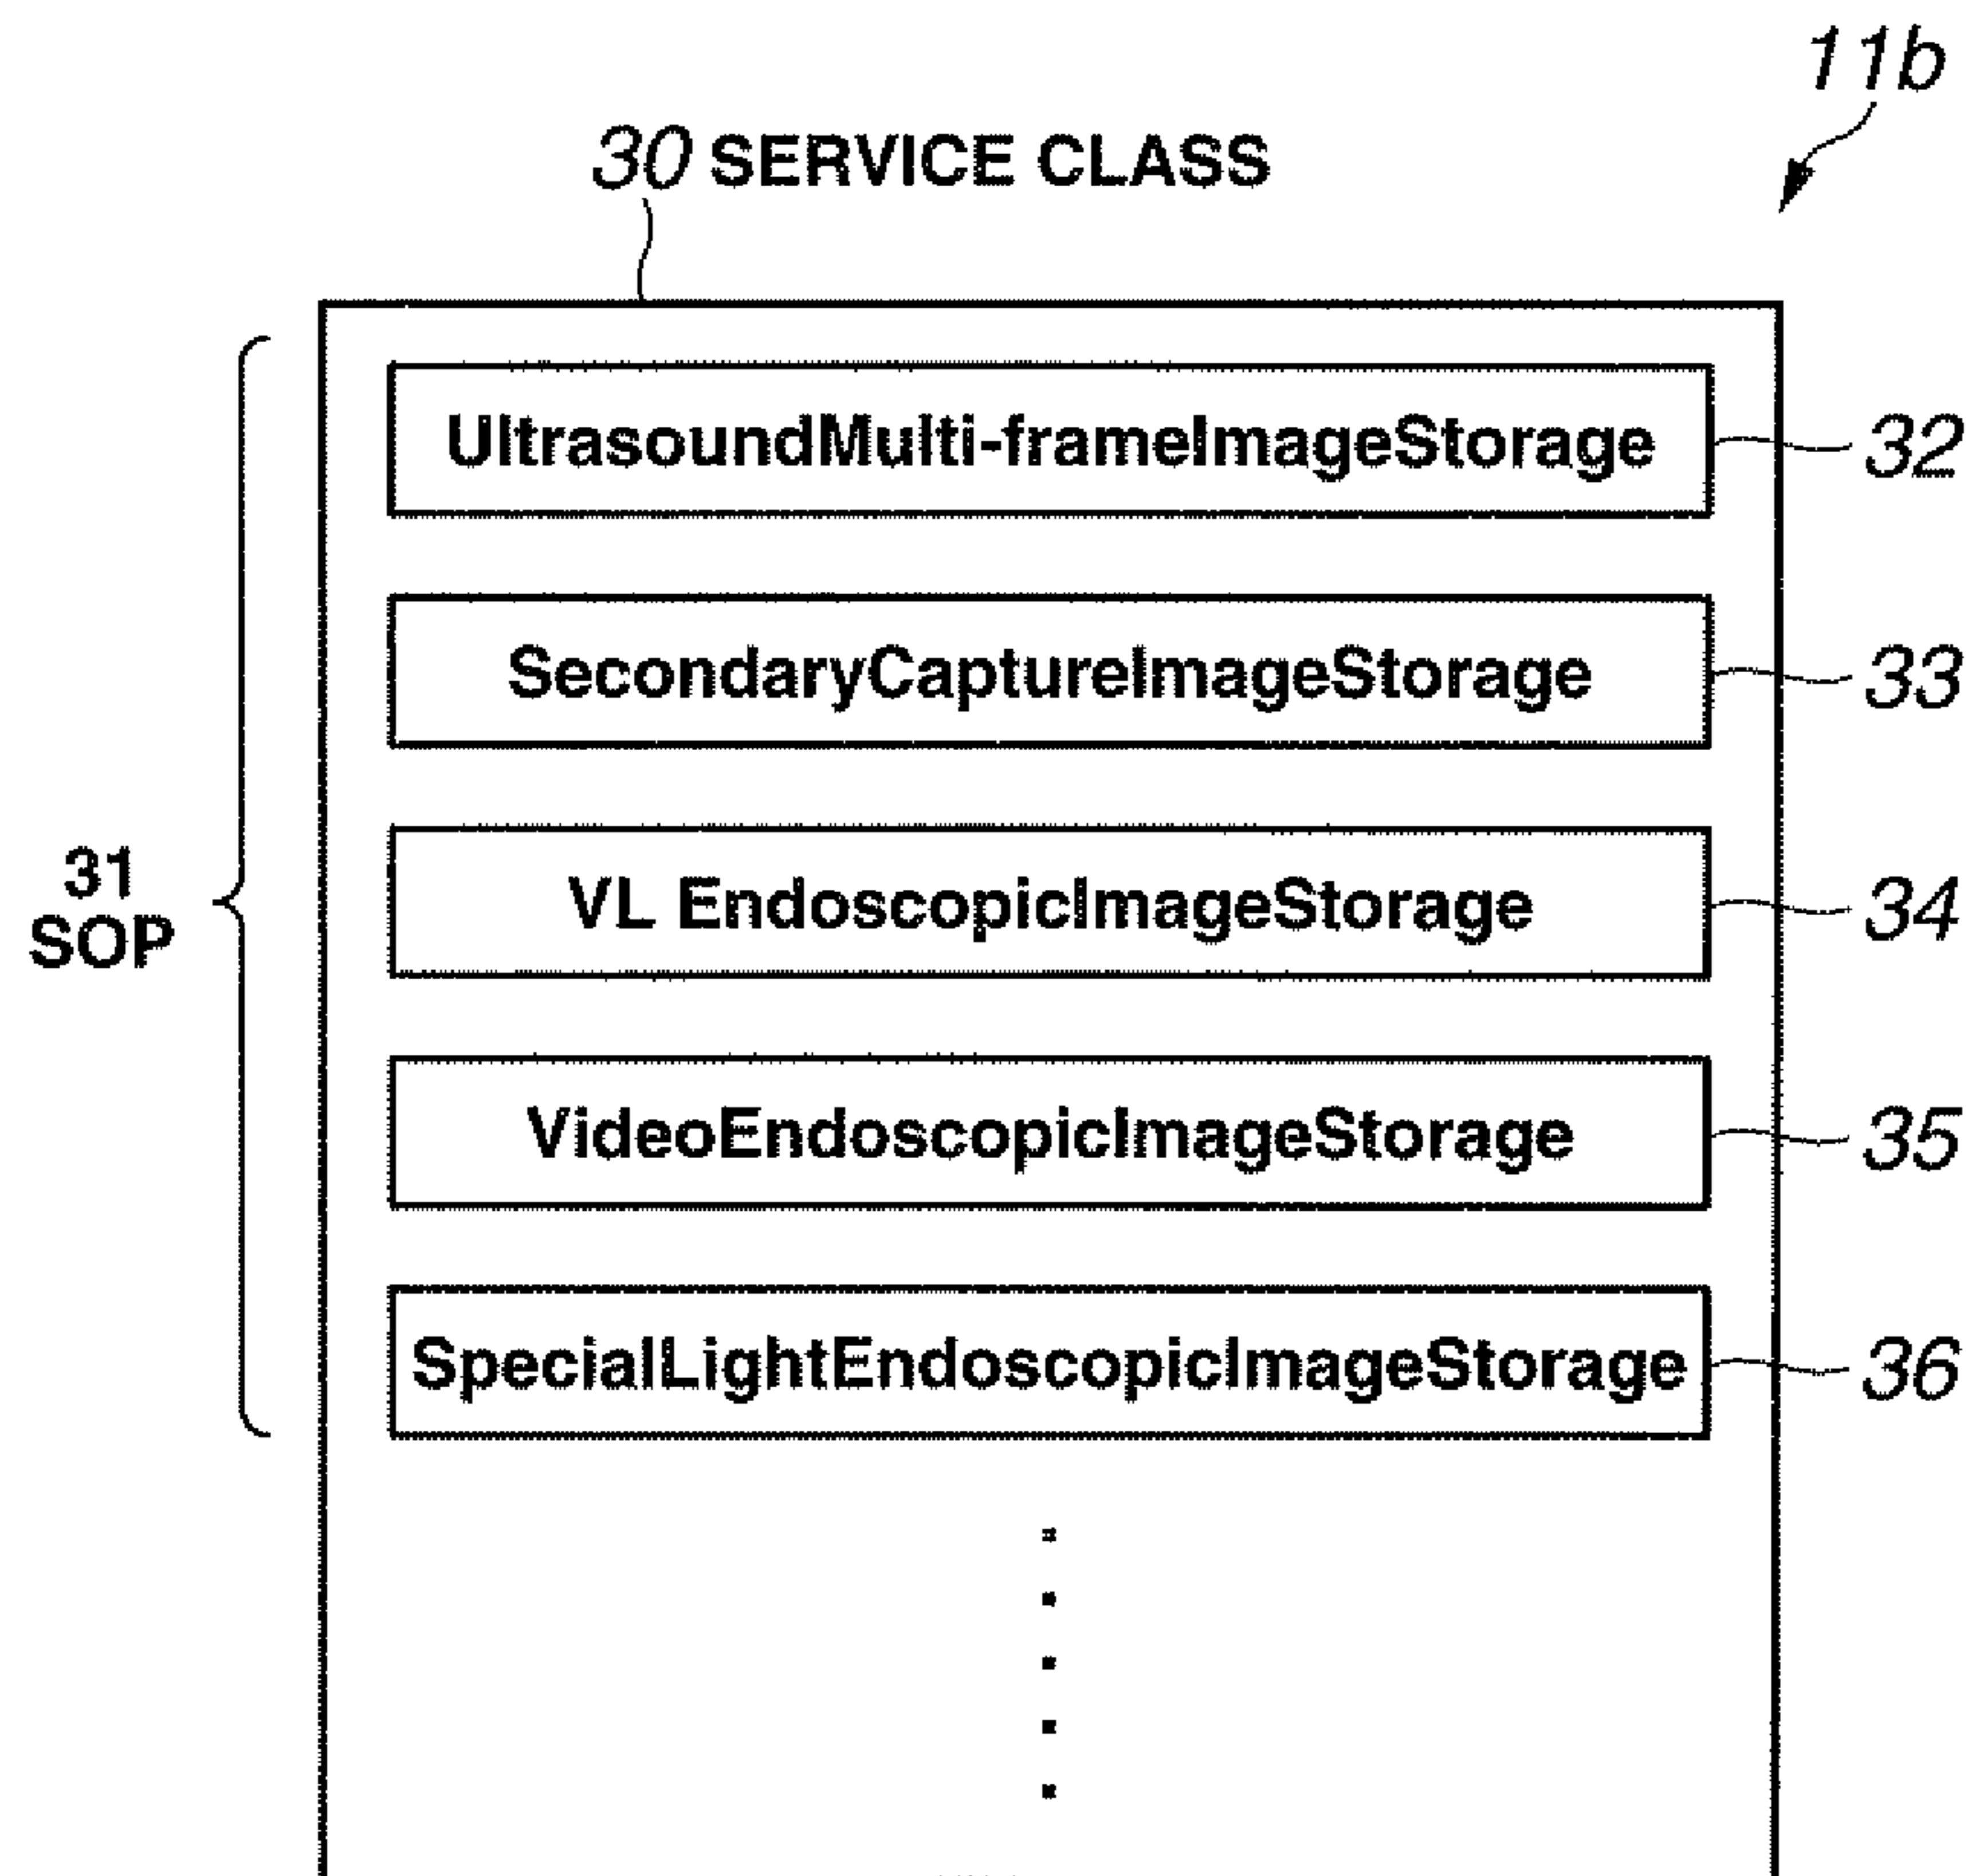 11b
30 SERVICE CLASS
UltrasoundMulti-frameImageStorage
32
SecondaryCaptureImageStorage
33
31
SOP
VL EndoscopicImageStorage
34
VideoEndoscopicImageStorage
35
SpecialLightEndoscopicImageStorage
36